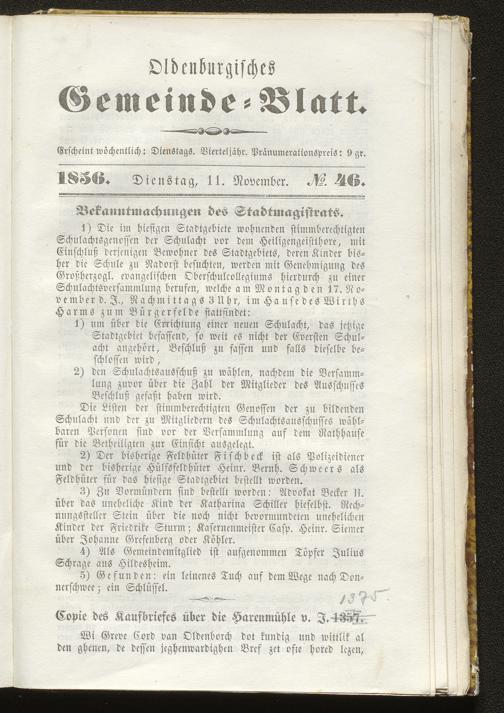 Oldenburgisches
Gemeinde-Blatt.
Erscheint wöchentlich: Dienstags. Vierteljähr. Pränumerationspreis: 9 gr.
1856. Dienstag, 11. November. № 46.
Bekanntmachungen des Stadtmagistrats.
1) Die im hiesigen Stadtgebiete wohnenden stimmberechtigten
Schulachtsgenossen der Schulacht vor dem Heiligengeistthore, mit
Einschluß derjenigen Bewohner des Stadtgebiets, deren Kinder bis-
her die Schule zu Nadorst besuchten, werden mit Genehmigung des
Großherzogl. evangelischen Oberschulcollegiums hierdurch zu einer
Schulachtsversammlung berufen, welche am Montag den 17. No-
vember d. J., Nachmittags 3 Uhr, im Hause des Wirths
Harms zum Bürgerfelde stattfindet:
1) um über die Errichtung einer neuen Schulacht, das jetzige
Stadtgebiet befassend, so weit es nicht der Eversten Schul-
acht angehört, Beschluß zu fassen und falls dieselbe be-
schlossen wird,
2) den Schulachtsausschuß zu wählen, nachdem die Versamm-
lung zuvor über die Zahl der Mitglieder des Ausschusses
Beschluß gefaßt haben wird.
Die Listen der stimmberechtigten Genossen der zu bildenden
Schulacht und der zu Mitgliedern des Schulachtsausschusses wähl-
baren Personen sind vor der Versammlung auf dem Rathhause
für die Betheiligten zur Einsicht ausgelegt.
2) Der bisherige Feldhüter Fischbeck ist als Polizeidiener
und der bisherige Hülfsfeldhüter Heinr. Bernh. Schweers als
Feldhüter für das hiesige Stadtgebiet bestellt worden.
3) Zu Vormündern sind bestellt worden: Advokat Becker II.
über das uneheliche Kind der Katharina Schiller hieselbst. Rech-
nungssteller Stein über die noch nicht bevormundeten unehelichen
Kinder der Friedrike Sturm; Kasernenmeister Casp. Heinr. Siemer
über Johanne Grefenberg oder Köhler.
4) Als Gemeindemitglied ist aufgenommen Töpfer Julius
Schrage aus Hildesheim.
5) Gefunden: ein leinenes Tuch auf dem Wege nach Don-
nerschwee; ein Schlüssel.
1375.
Copie des Kaufbriefes über die Harenmühle v. J. 1357.
Wi Greve Cord van Oldenborch dot kundig und wittlik al
den ghenen, de dessen jeghenwardighen Bref zet ofte hored lezen,